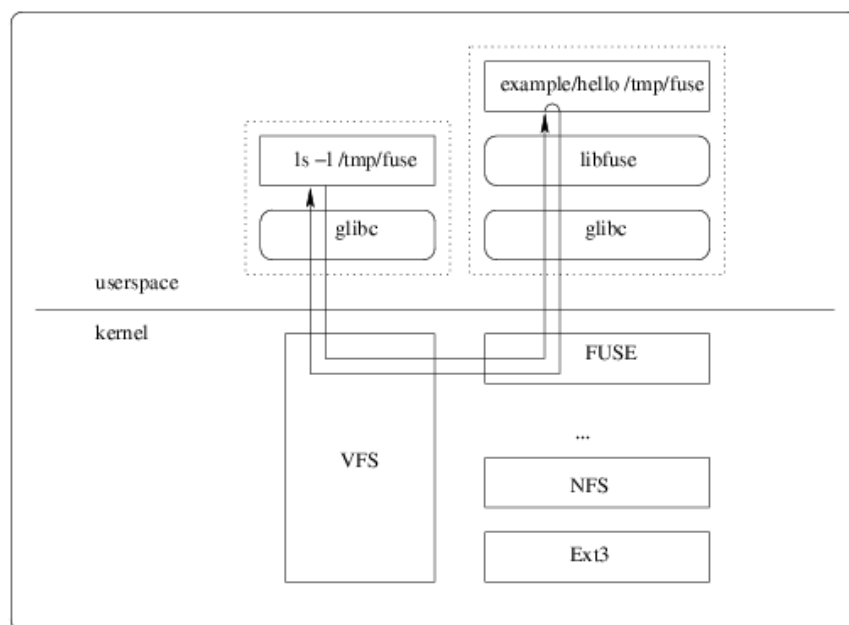 example/hello /tmp/fuse
ls –l /tmp/fuse
libfuse
glibc
glibc
userspace
kernel
FUSE
...
VFS
NFS
Ext3